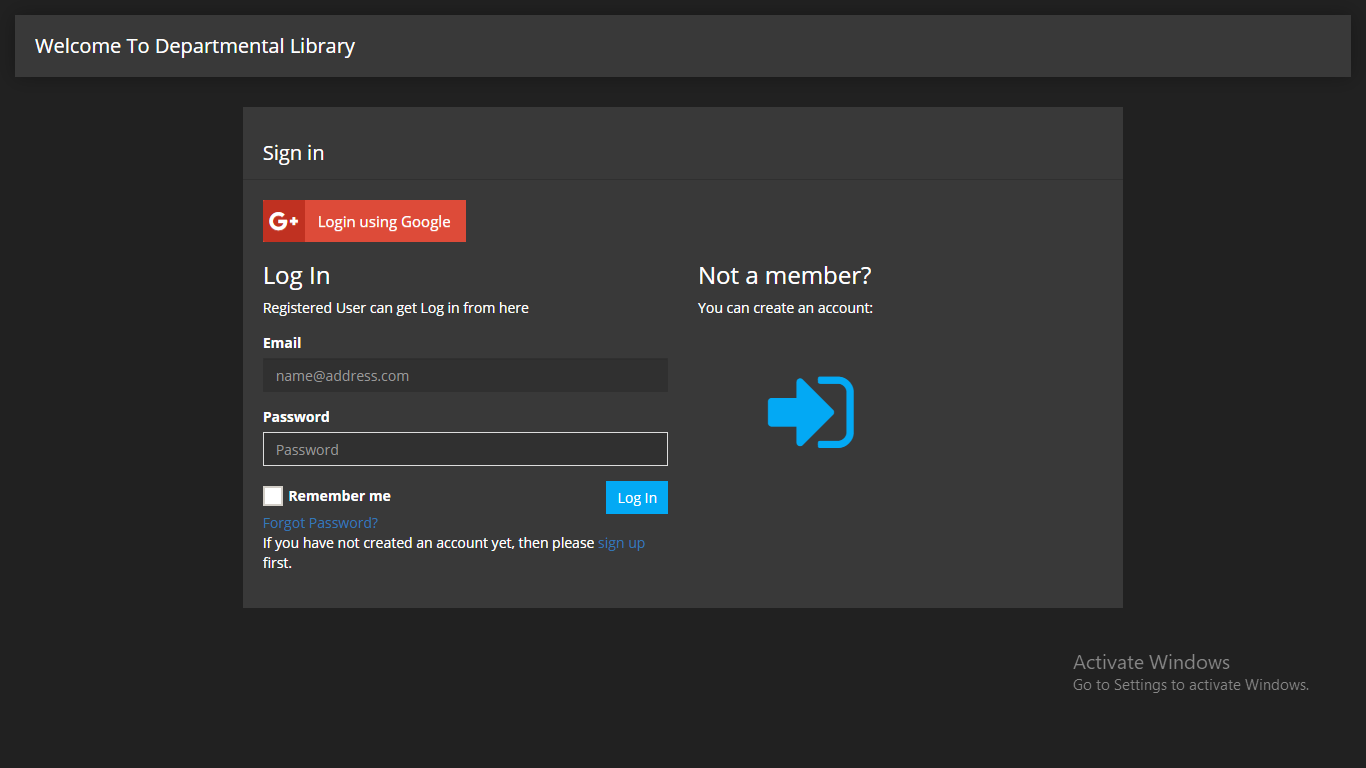 Welcome To Departmental Library
Sign in
G+ Login using Google
Log In
Registered User can get Log in from here
Email
name@address.com
Password
Password
Remember me
Log In
Forgot Password?
If you have not created an account yet, then please sign up
first.
Not a member?
You can create an account:
Activate Windows
Go to Settings to activate Windows.